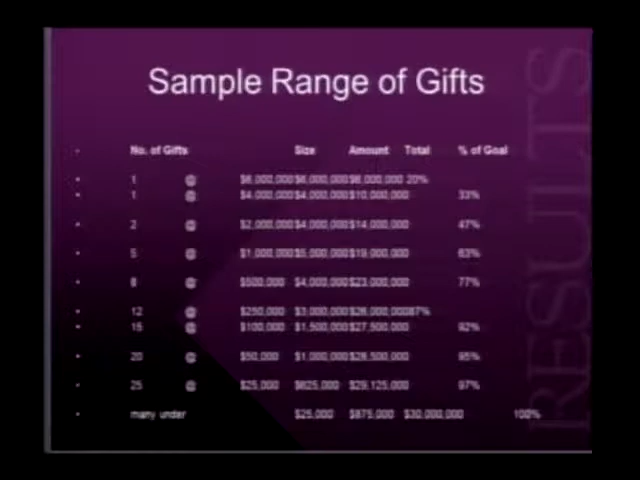 Sample Range of Gifts
No. of Gifts Size Amount Total % of Goal
1 @ $6,000,000 $6,000,000 $6,000,000 20%
1 @ $4,000,000 $4,000,000 $10,000,000 33%
2 @ $2,000,000 $4,000,000 $14,000,000 47%
5 @ $1,000,000 $5,000,000 $19,000,000 63%
8 @ $500,000 $4,000,000 $23,000,000 77%
12 @ $250,000 $3,000,000 $26,000,000 87%
15 @ $100,000 $1,500,000 $27,500,000 92%
20 @ $50,000 $1,000,000 $28,500,000 95%
25 @ $25,000 $625,000 $29,125,000 97%
many under $25,000 $875,000 $30,000,000 100%
RESULTS